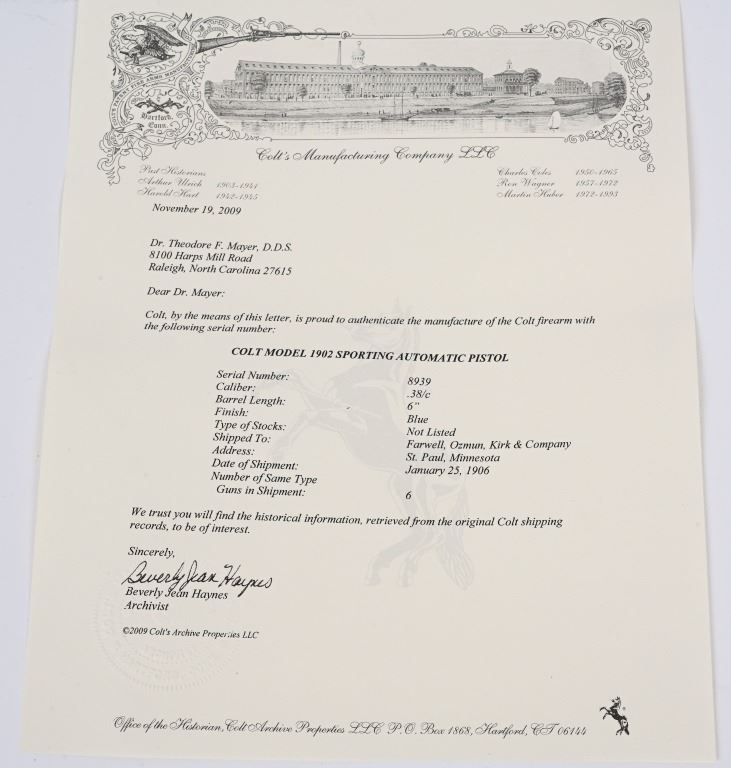 Hartford,
Conn.
Colt's Manufacturing Company LLC
Past Historians
Arthur Ulrich 1903-1941
Harold Hart 1942-1945
Charles Coles 1950-1965
Ron Wagner 1957-1972
Martin Huber 1972-1993
November 19, 2009
Dr. Theodore F. Mayer, D.D.S.
8100 Harps Mill Road
Raleigh, North Carolina 27615
Dear Dr. Mayer:
Colt, by the means of this letter, is proud to authenticate the manufacture of the Colt firearm with
the following serial number:
COLT MODEL 1902 SPORTING AUTOMATIC PISTOL
Serial Number: 8939
Caliber: .38/c
Barrel Length: 6"
Finish: Blue
Type of Stocks: Not Listed
Shipped To: Farwell, Ozmun, Kirk & Company
Address: St. Paul, Minnesota
Date of Shipment: January 25, 1906
Number of Same Type
Guns in Shipment: 6
We trust you will find the historical information, retrieved from the original Colt shipping
records, to be of interest.
Sincerely,
Beverly Jean Haynes
Beverly Jean Haynes
Archivist
©2009 Colt's Archive Properties LLC
Office of the Historian, Colt Archive Properties LLC P.O. Box 1868, Hartford, CT 06144